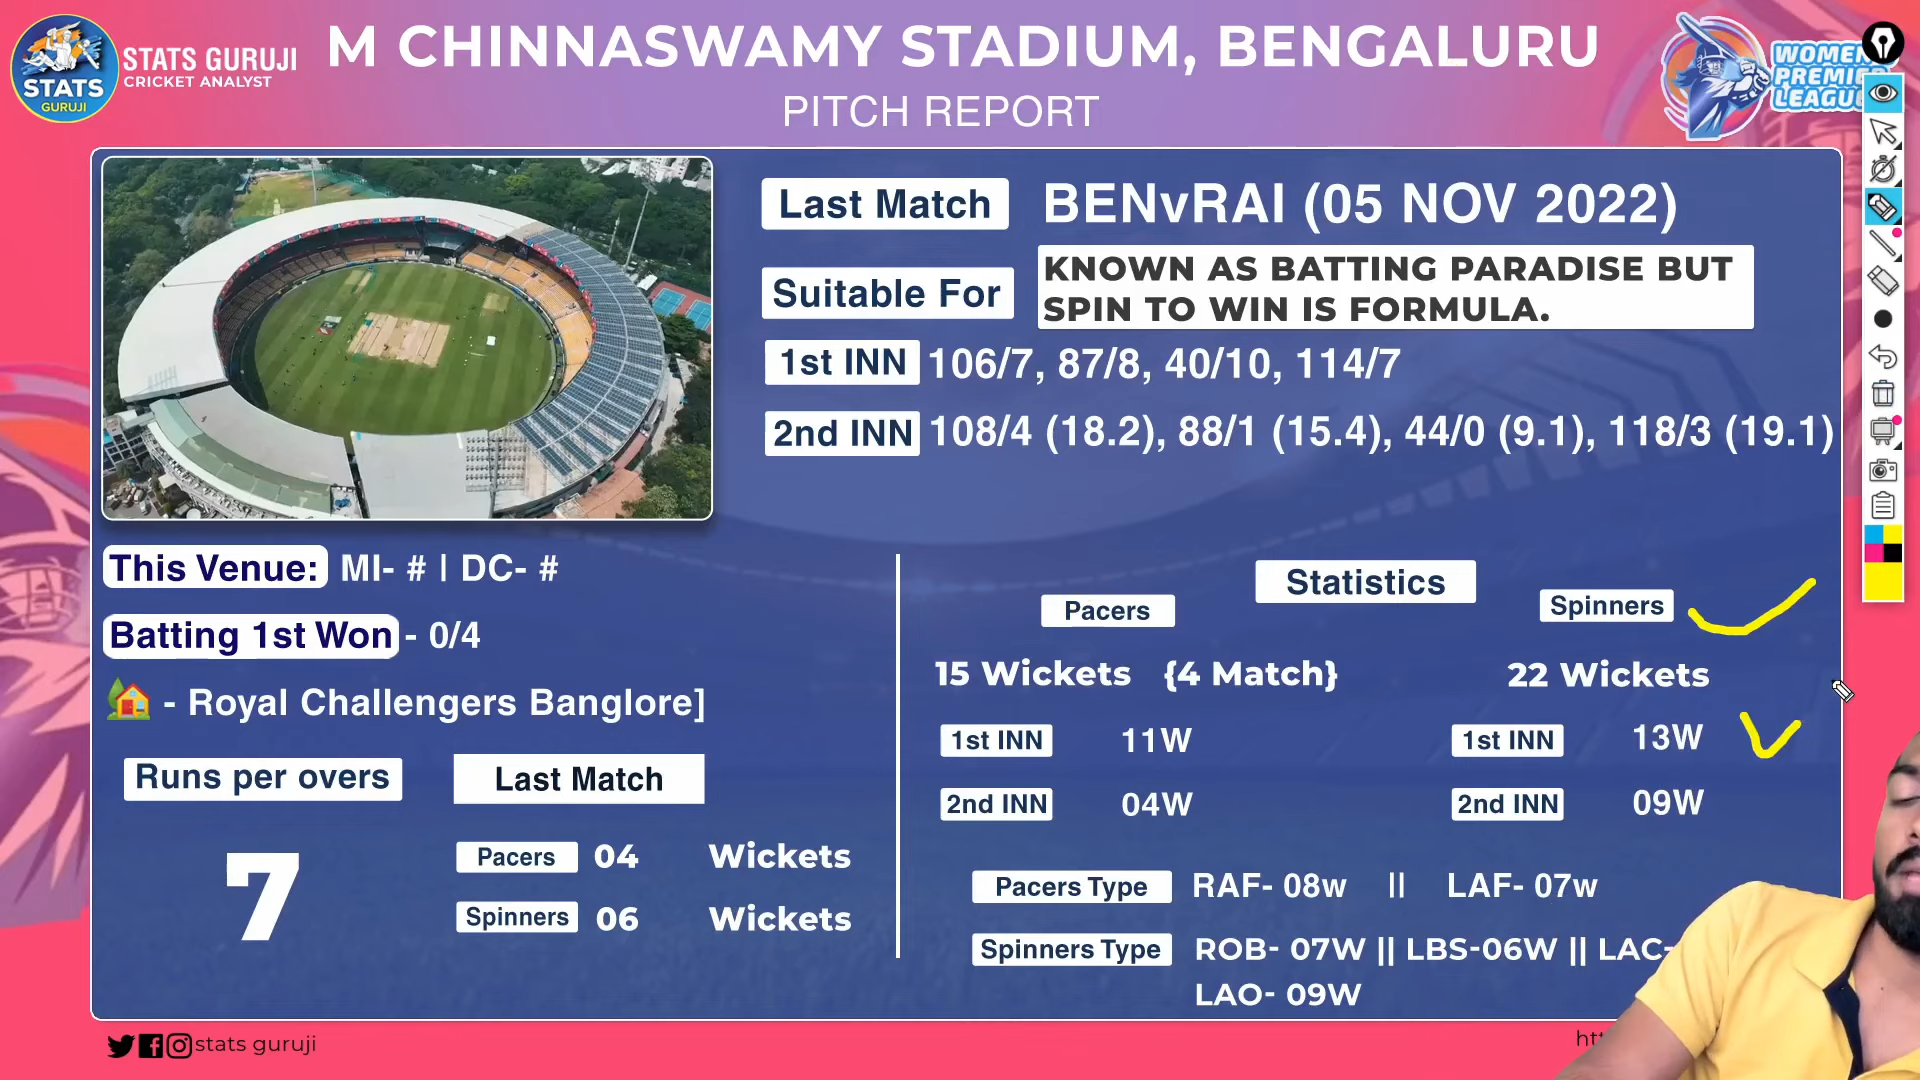 STATS GURUJI
STATS GURUJI
CRICKET ANALYST
M CHINNASWAMY STADIUM, BENGALURU
PITCH REPORT
WOMEN
PREMIE
LEAGU
Last Match BENvRAI (05 NOV 2022)
Suitable For KNOWN AS BATTING PARADISE BUT
SPIN TO WIN IS FORMULA.
1st INN 106/7, 87/8, 40/10, 114/7
2nd INN 108/4 (18.2), 88/1 (15.4), 44/0 (9.1), 118/3 (19.1)
This Venue: MI- # | DC- #
Batting 1st Won - 0/4
- Royal Challengers Banglore]
Runs per overs
7
Last Match
Pacers 04 Wickets
Spinners 06 Wickets
Statistics
Pacers Spinners
15 Wickets {4 Match} 22 Wickets
1st INN 11W 1st INN 13W
2nd INN 04W 2nd INN 09W
Pacers Type RAF- 08w || LAF- 07w
Spinners Type ROB- 07W || LBS-06W || LAC-
LAO- 09W
stats guruji